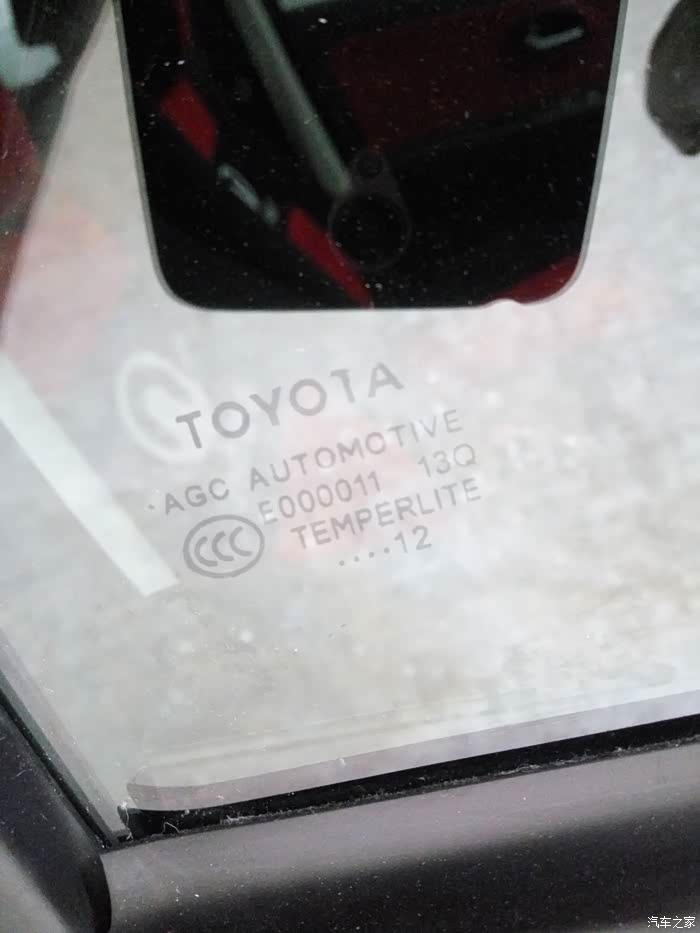 TOYOTA
AGC AUTOMOTIVE
E000011 13Q
CCC
TEMPERLITE
....12
汽车之家